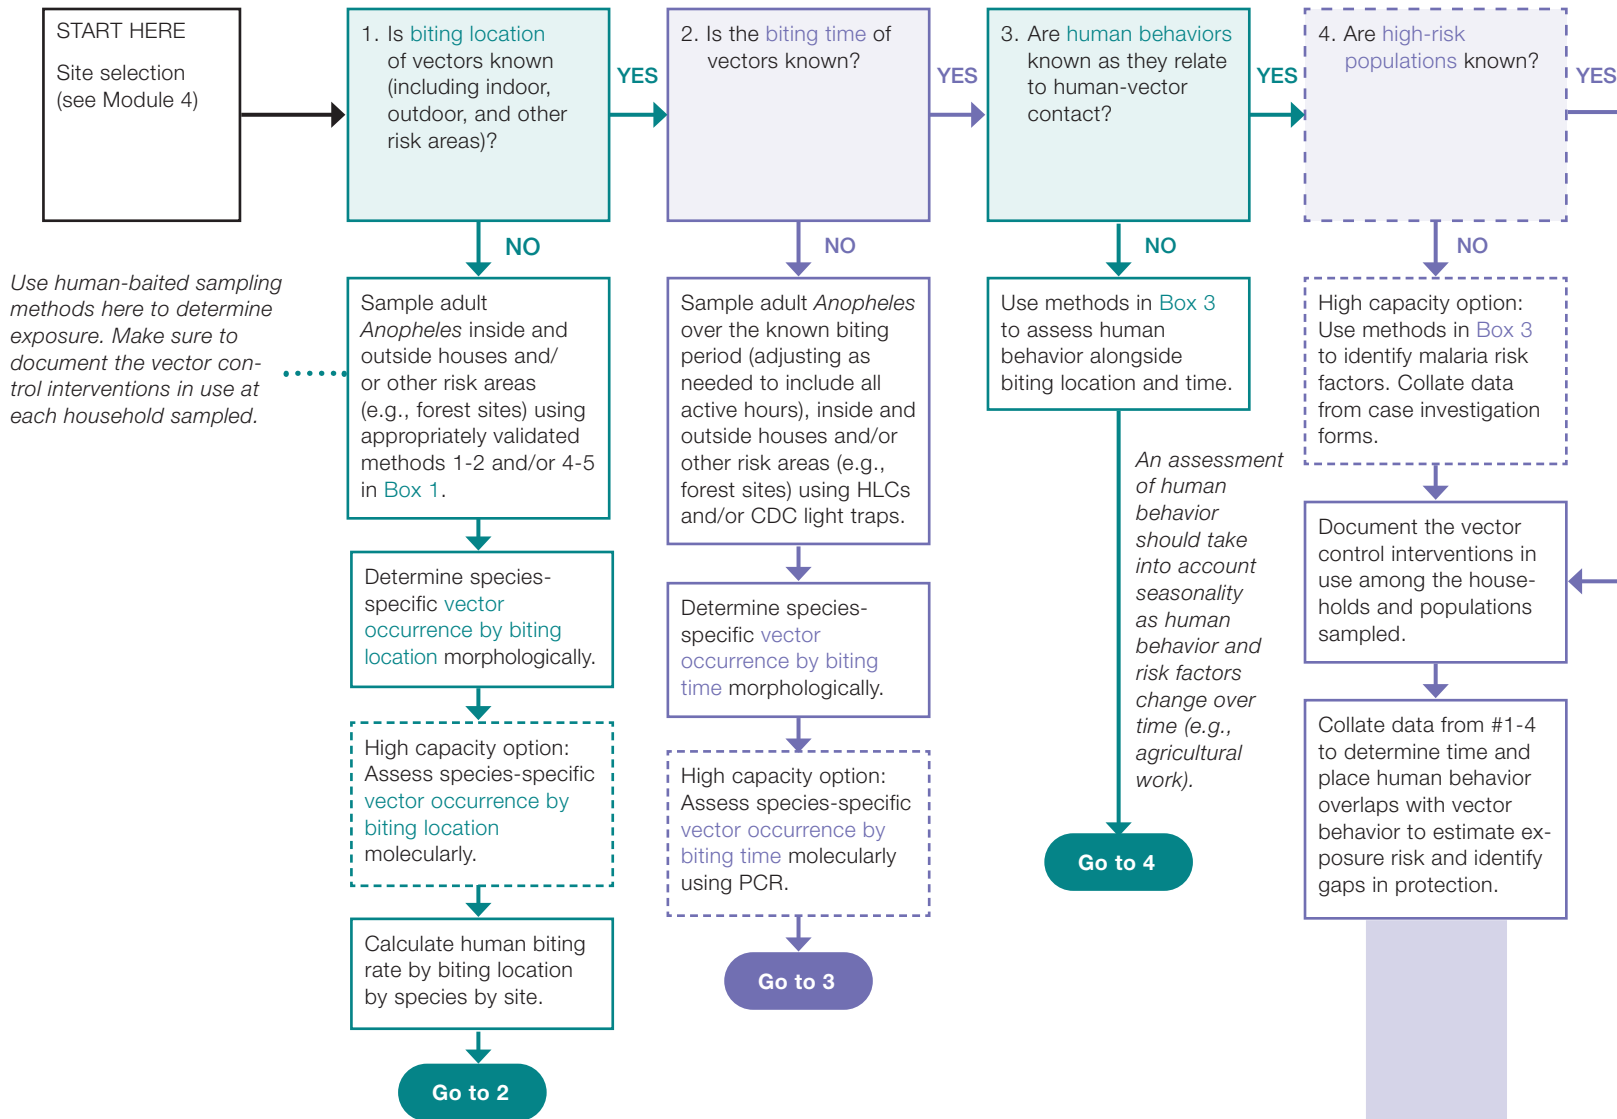 START HERE
Site selection
(see Module 4)
1. Is biting location
of vectors known
(including indoor,
outdoor, and other
risk areas)?
YES
2. Is the biting time of
vectors known?
YES
3. Are human behaviors
known as they relate
to human-vector
contact?
YES
4. Are high-risk
populations known?
YES
NO
NO
NO
NO
Use human-baited sampling
methods here to determine
exposure. Make sure to
document the vector con-
trol interventions in use at
each household sampled.
Sample adult
Anopheles inside and
outside houses and/
or other risk areas
(e.g., forest sites) using
appropriately validated
methods 1-2 and/or 4-5
in Box 1.
Determine species-
specific vector
occurrence by biting
location morphologically.
High capacity option:
Assess species-specific
vector occurrence by
biting location
molecularly.
Calculate human biting
rate by biting location
by species by site.
Go to 2
Sample adult Anopheles
over the known biting
period (adjusting as
needed to include all
active hours), inside and
outside houses and/or
other risk areas (e.g.,
forest sites) using HLCs
and/or CDC light traps.
Determine species-
specific vector
occurrence by biting
time morphologically.
High capacity option:
Assess species-specific
vector occurrence by
biting time molecularly
using PCR.
Go to 3
Use methods in Box 3
to assess human
behavior alongside
biting location and time.
An assessment
of human
behavior
should take
into account
seasonality
as human
behavior and
risk factors
change over
time (e.g.,
agricultural
work).
Go to 4
High capacity option:
Use methods in Box 3
to identify malaria risk
factors. Collate data
from case investigation
forms.
Document the vector
control interventions in
use among the house-
holds and populations
sampled.
Collate data from #1-4
to determine time and
place human behavior
overlaps with vector
behavior to estimate ex-
posure risk and identify
gaps in protection.